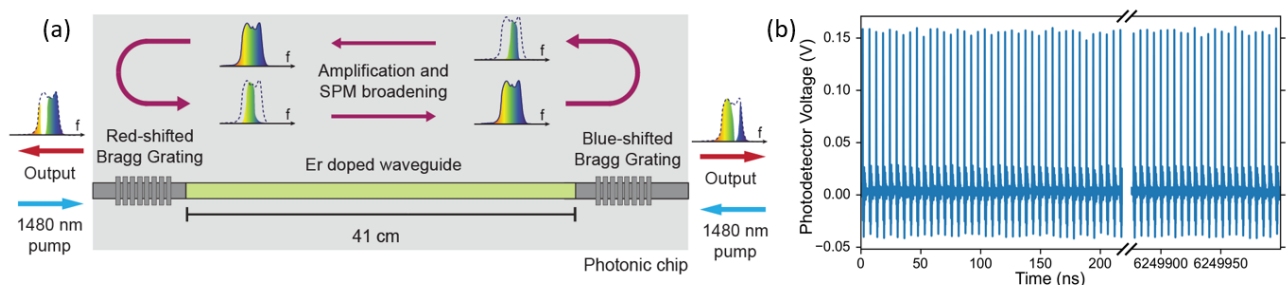 (a)
f
f
Amplification and
SPM broadening
f
f
f
f
Red-shifted
Bragg Grating
Blue-shifted
Bragg Grating
Er doped waveguide
Output
Output
1480 nm
pump
41 cm
1480 nm
pump
Photonic chip
(b)
Photodetector Voltage (V)
0.15
0.10
0.05
0.00
−0.05
0
50
100
150
200
6249900
6249950
Time (ns)